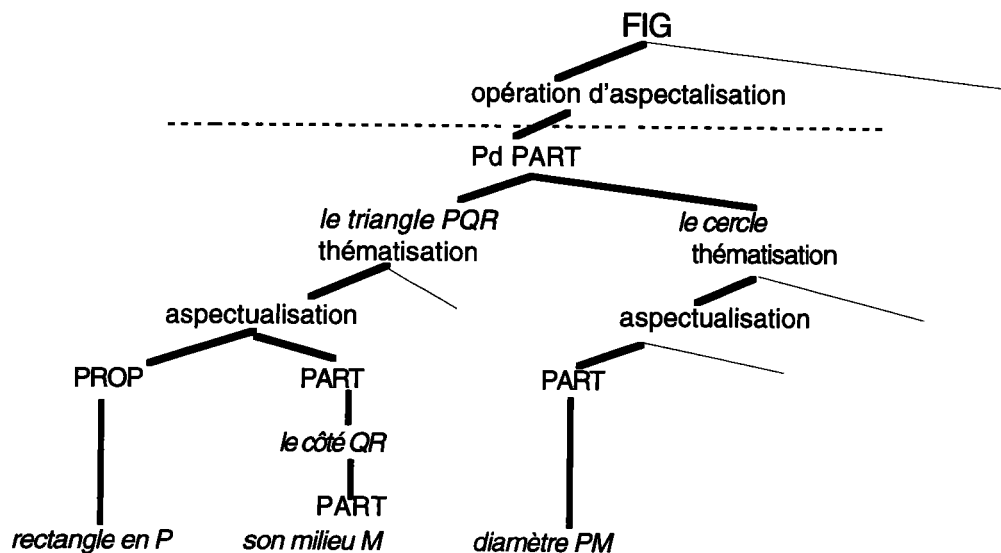 FIG
opération d'aspectalisation
Pd PART
le triangle PQR
thématisation
le cercle
thématisation
aspectualisation
aspectualisation
PROP
PART
PART
le côté QR
PART
rectangle en P
son milieu M
diamètre PM